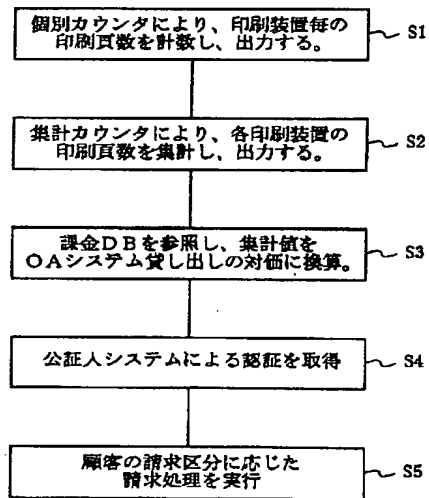 個別カウンタにより、印刷装置毎の
印刷頁数を計数し、出力する。
S1
集計カウンタにより、各印刷装置の
印刷頁数を集計し、出力する。
S2
課金DBを参照し、集計値を
OAシステム貸し出しの対価に換算。
S3
公証人システムによる認証を取得
S4
顧客の請求区分に応じた
請求処理を実行
S5